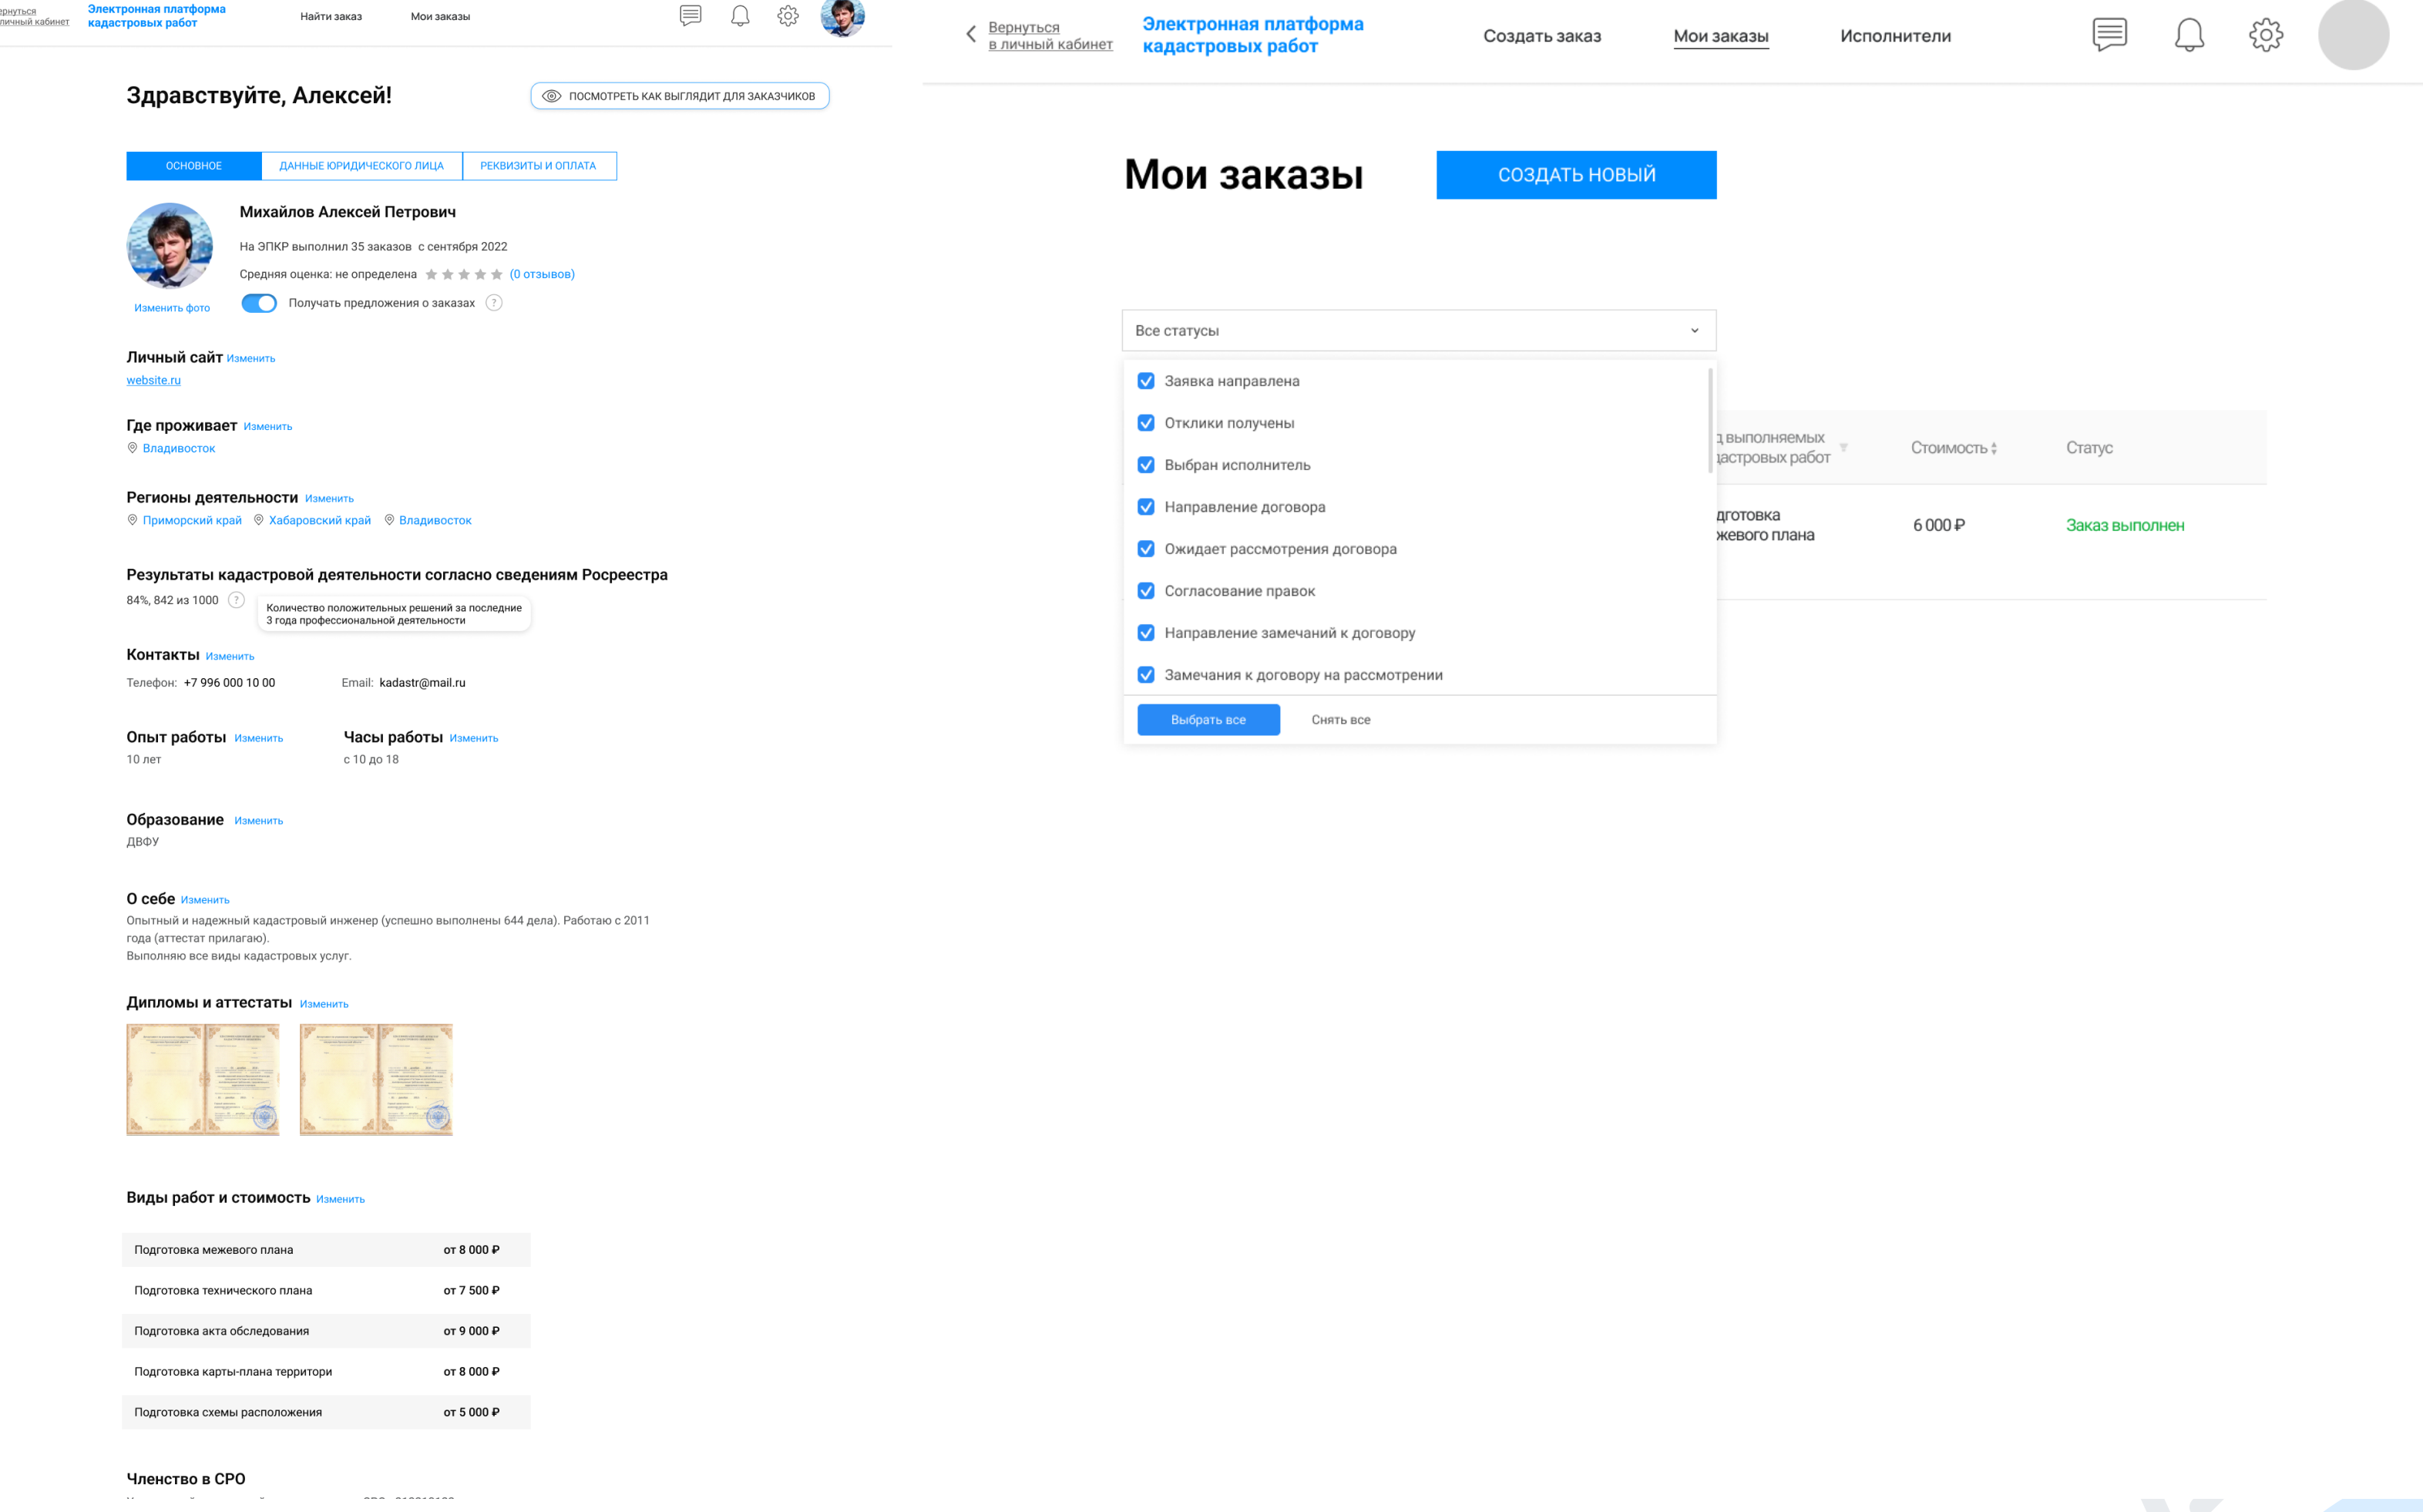 Вернуться
личный кабинет
Электронная платформа
кадастровых работ
Найти заказ
Мои заказы
Здравствуйте, Алексей!
ПОСМОТРЕТЬ КАК ВЫГЛЯДИТ ДЛЯ ЗАКАЗЧИКОВ
ОСНОВНОЕ
ДАННЫЕ ЮРИДИЧЕСКОГО ЛИЦА
РЕКВИЗИТЫ И ОПЛАТА
Михайлов Алексей Петрович
На ЭПКР выполнил 35 заказов с сентября 2022
Средняя оценка: не определена (0 отзывов)
Получать предложения о заказах ?
Изменить фото
Личный сайт Изменить
website.ru
Где проживает Изменить
Владивосток
Регионы деятельности Изменить
Приморский край Хабаровский край Владивосток
Результаты кадастровой деятельности согласно сведениям Росреестра
84%, 842 из 1000 ?
Количество положительных решений за последние
3 года профессиональной деятельности
Контакты Изменить
Телефон: +7 996 000 10 00
Email: kadastr@mail.ru
Опыт работы Изменить
10 лет
Часы работы Изменить
с 10 до 18
Образование Изменить
ДВФУ
О себе Изменить
Опытный и надежный кадастровый инженер (успешно выполнены 644 дела). Работаю с 2011
года (аттестат прилагаю).
Выполняю все виды кадастровых услуг.
Дипломы и аттестаты Изменить
Виды работ и стоимость Изменить
Подготовка межевого плана от 8 000 ₽
Подготовка технического плана от 7 500 ₽
Подготовка акта обследования от 9 000 ₽
Подготовка карты-плана территори от 8 000 ₽
Подготовка схемы расположения от 5 000 ₽
Членство в СРО
Вернуться
в личный кабинет
Электронная платформа
кадастровых работ
Создать заказ
Мои заказы
Исполнители
Мои заказы
СОЗДАТЬ НОВЫЙ
Все статусы
Заявка направлена
Отклики получены
Выбран исполнитель
Направление договора
Ожидает рассмотрения договора
Согласование правок
Направление замечаний к договору
Замечания к договору на рассмотрении
Выбрать все
Снять все
д выполняемых
дастровых работ
Стоимость
Статус
дготовка
жевого плана
6 000 ₽
Заказ выполнен